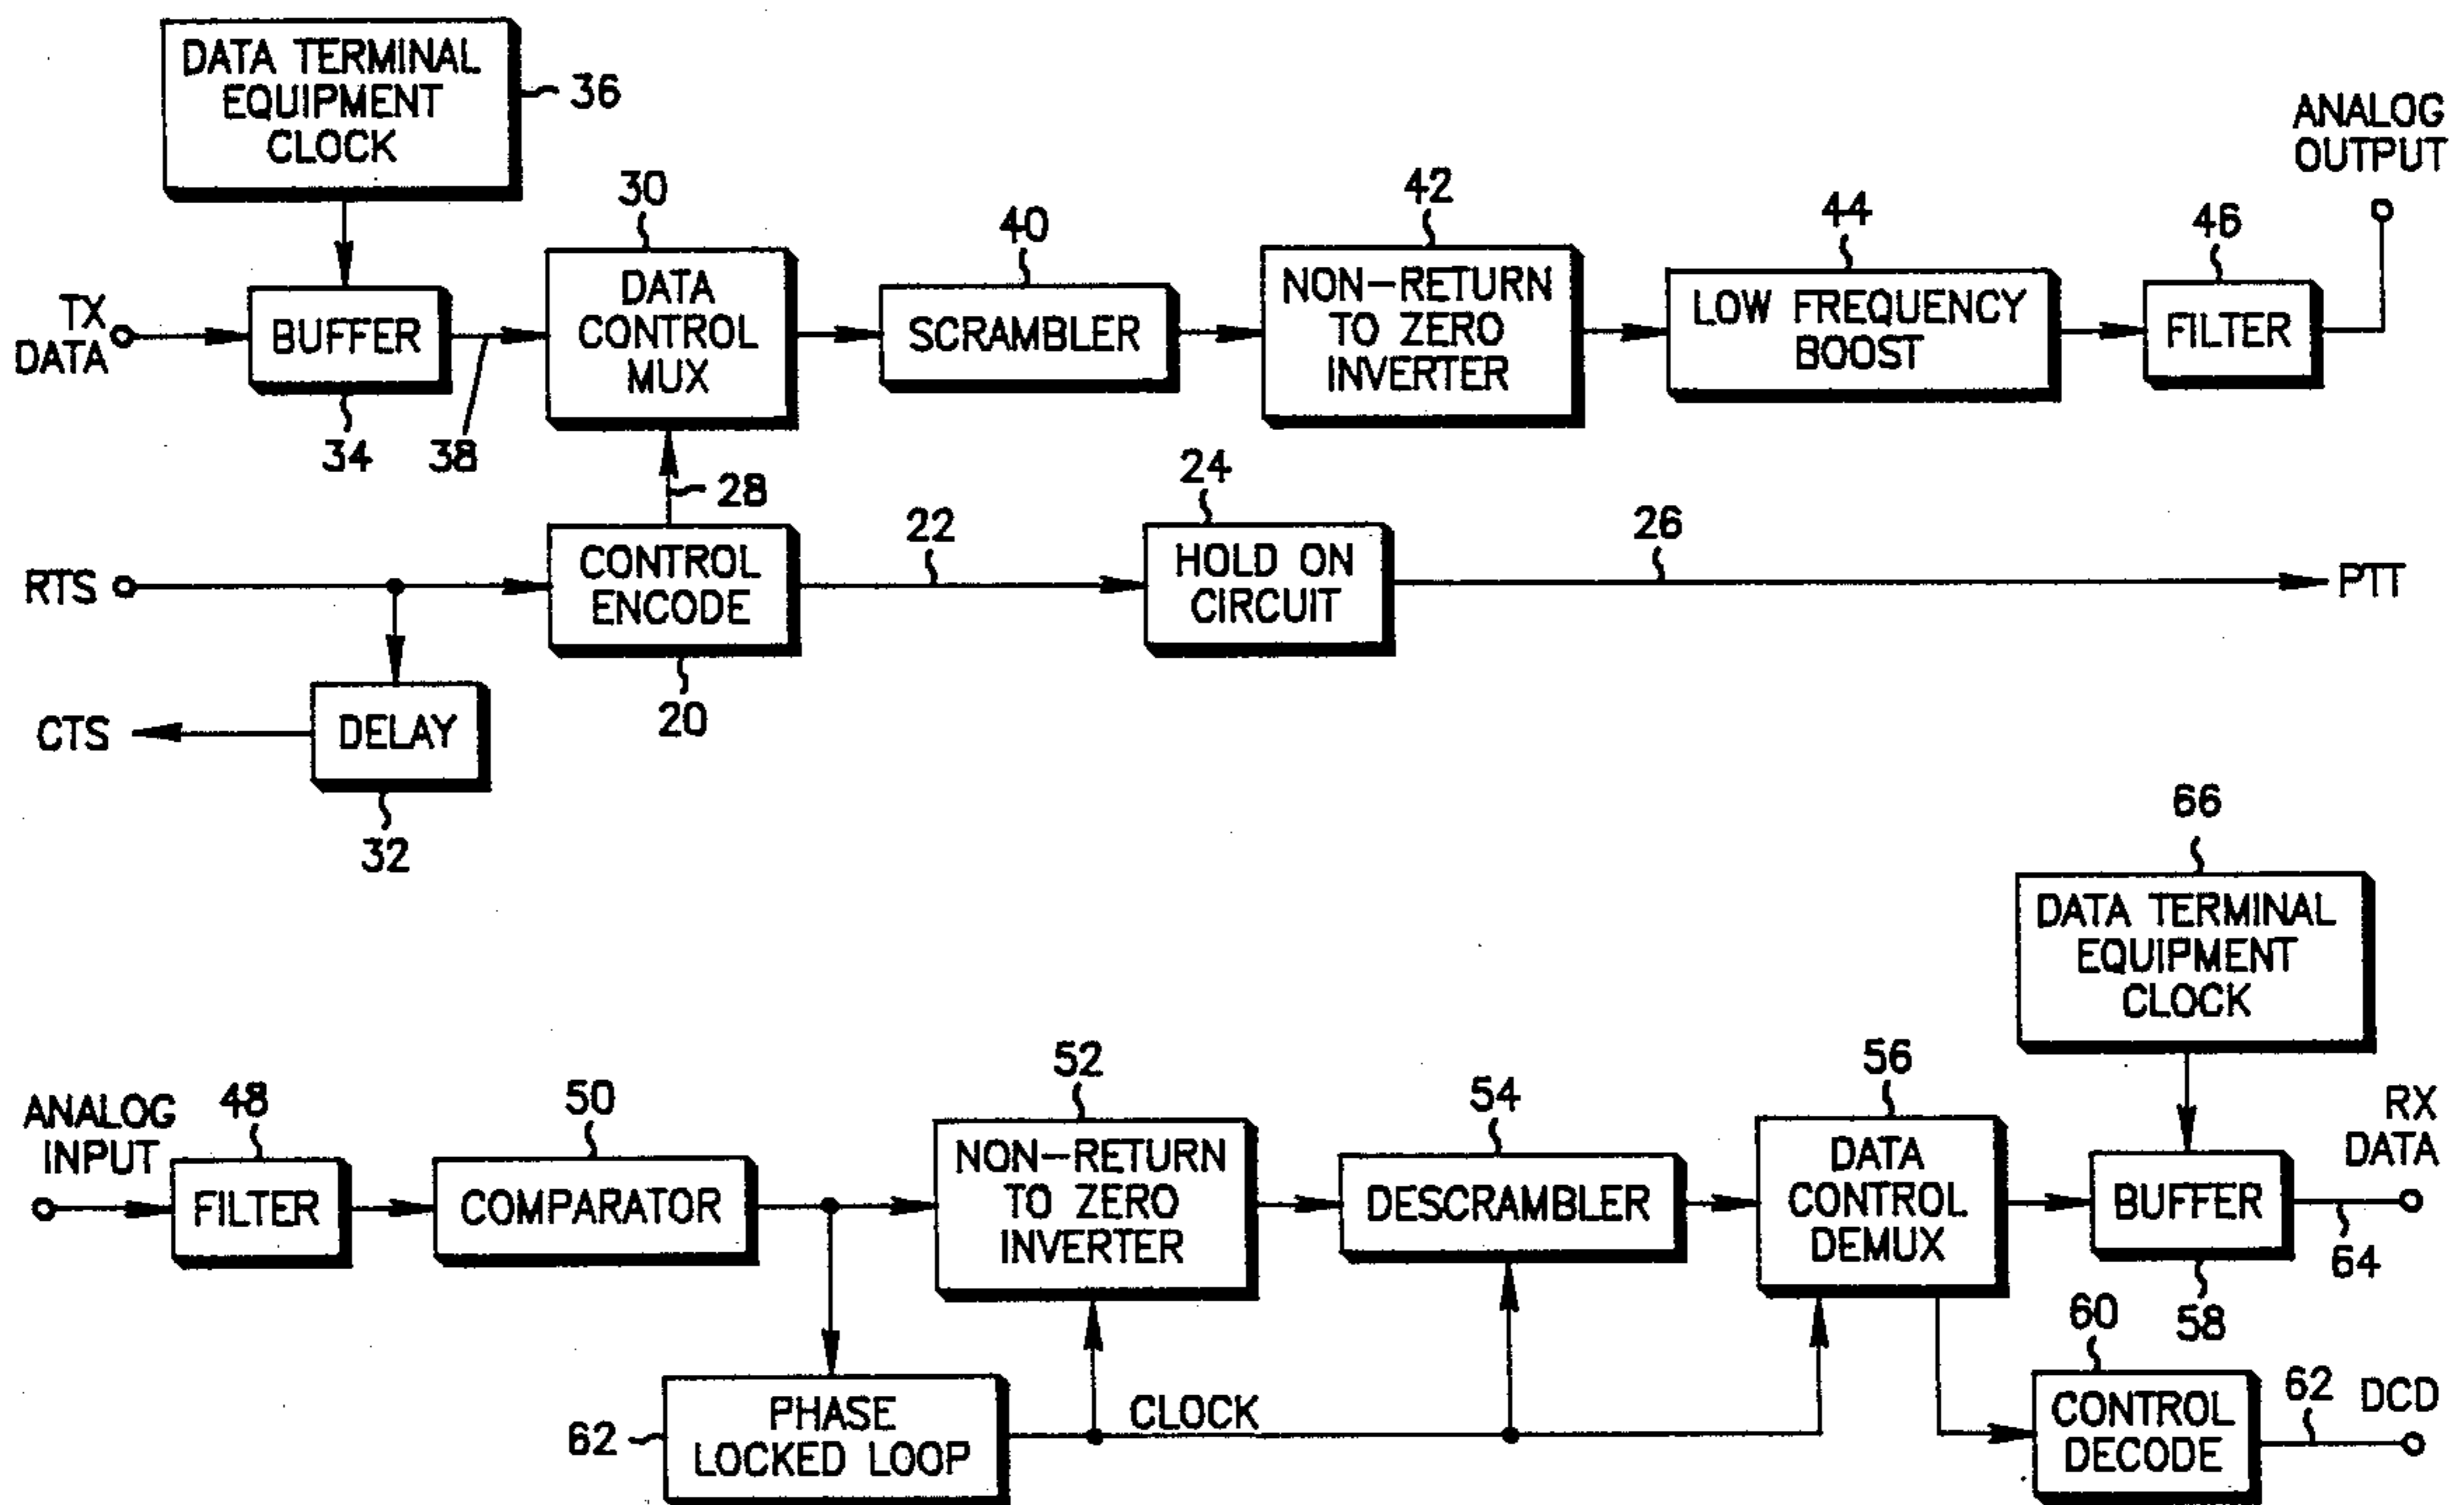 DATA TERMINAL
EQUIPMENT
CLOCK
36
ANALOG
OUTPUT
30
40
42
44
46
TX
DATA
BUFFER
DATA
CONTROL
MUX
SCRAMBLER
NON-RETURN
TO ZERO
INVERTER
LOW FREQUENCY
BOOST
FILTER
34
38
28
22
24
26
RTS
CONTROL
ENCODE
HOLD ON
CIRCUIT
PTT
20
CTS
DELAY
32
66
DATA TERMINAL
EQUIPMENT
CLOCK
ANALOG
INPUT
48
50
52
54
56
RX
DATA
FILTER
COMPARATOR
NON-RETURN
TO ZERO
INVERTER
DESCRAMBLER
DATA
CONTROL
DEMUX
BUFFER
64
58
60
62
PHASE
LOCKED LOOP
CLOCK
CONTROL
DECODE
62
DCD